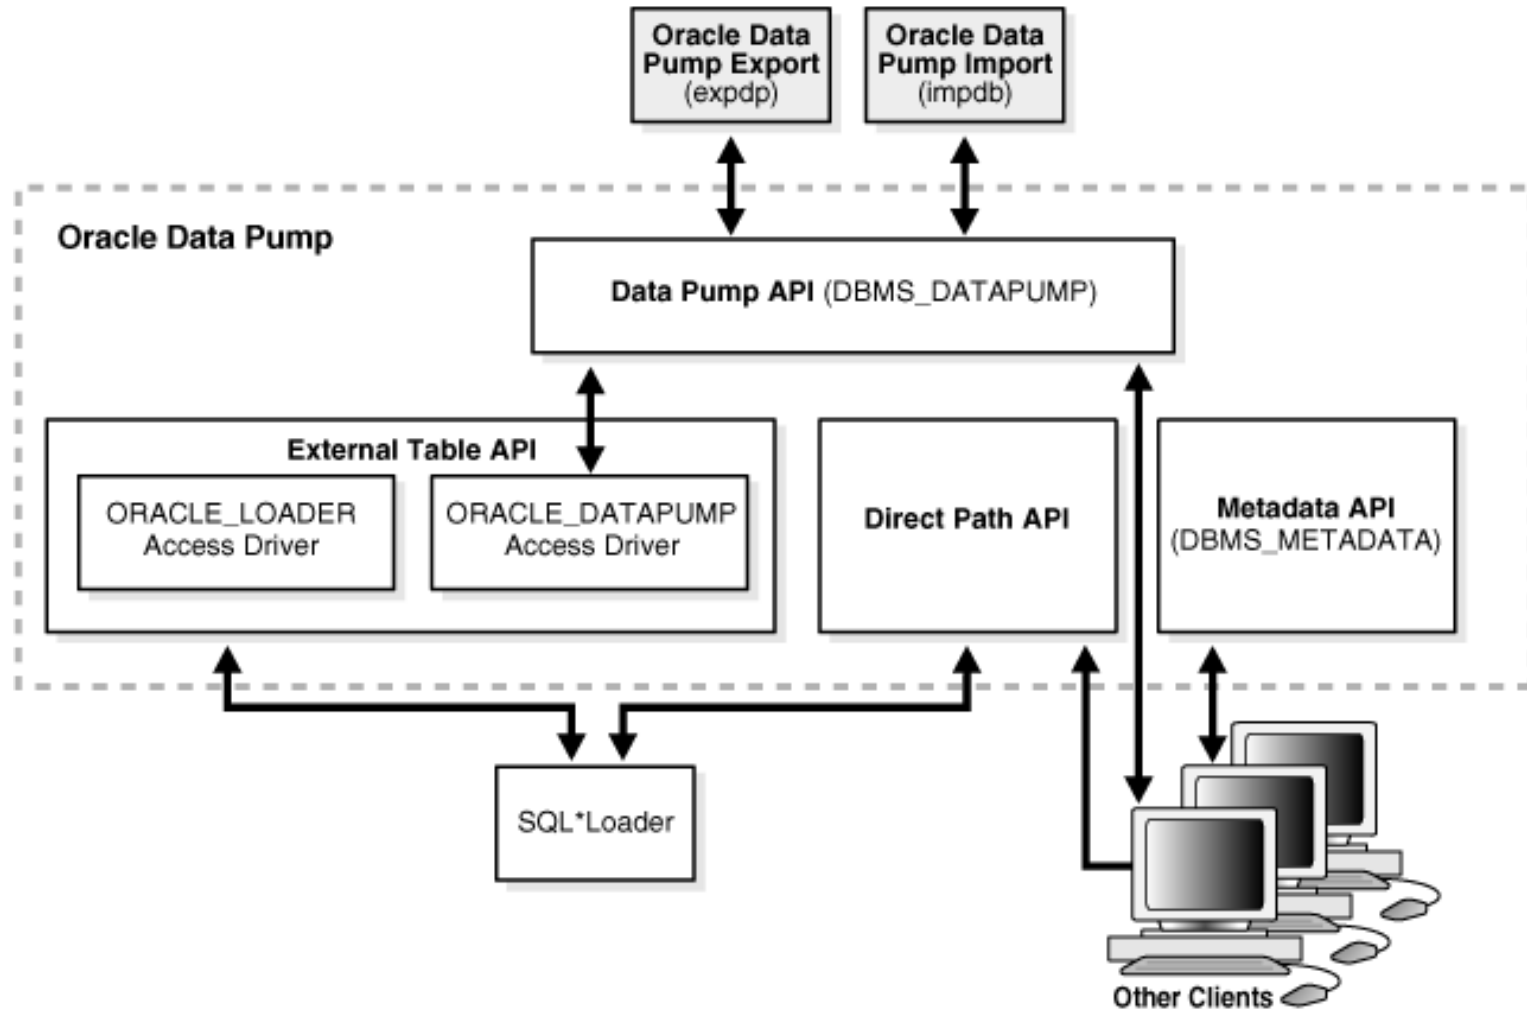 Oracle Data
Pump Export
(expdp)
Oracle Data
Pump Import
(impdb)
Oracle Data Pump
Data Pump API (DBMS_DATAPUMP)
External Table API
ORACLE_LOADER
Access Driver
ORACLE_DATAPUMP
Access Driver
Direct Path API
Metadata API
(DBMS_METADATA)
SQL*Loader
Other Clients